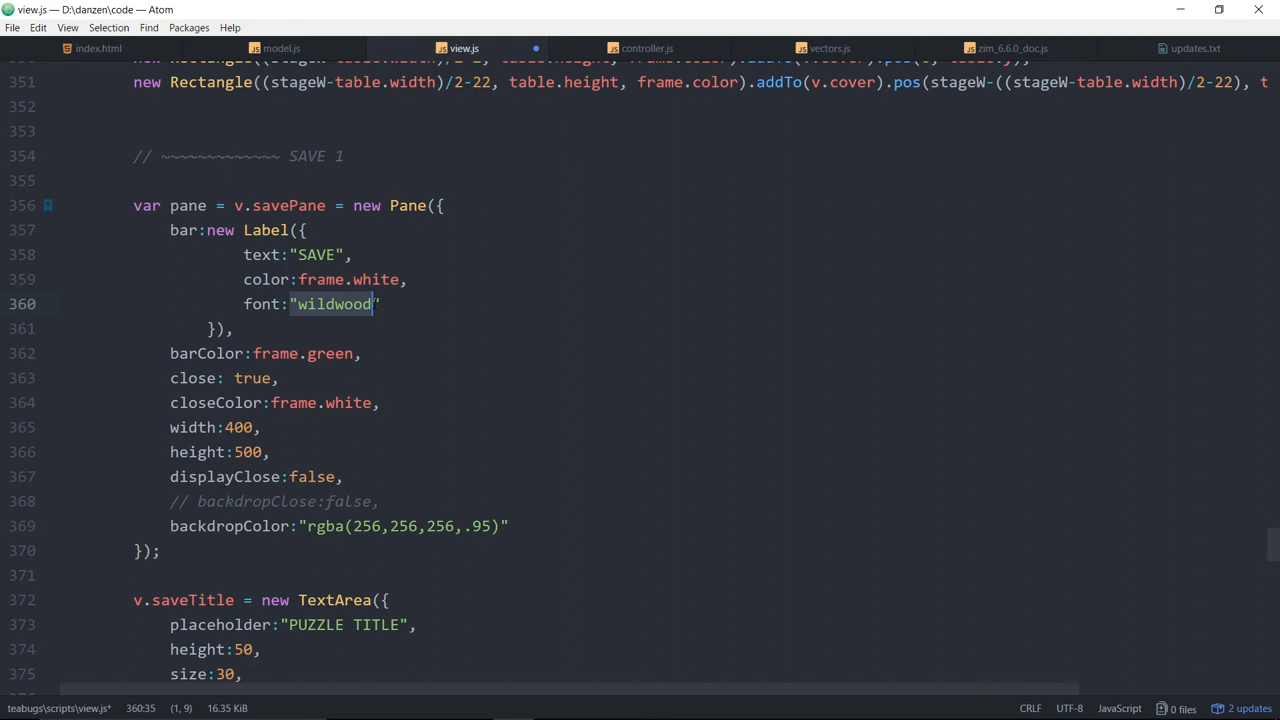 view.js — D:\danzen\code — Atom
File Edit View Selection Find Packages Help
index.html model.js view.js controller.js vectors.js zim_6.6.0_doc.js updates.txt
351 new Rectangle((stageW-table.width)/2-22, table.height, frame.color).addTo(v.cover).pos(stageW-((stageW-table.width)/2-22), t
352
353
354 // ~~~~~~~~~~~~~ SAVE 1
355
356 var pane = v.savePane = new Pane({
357 bar:new Label({
358 text:"SAVE",
359 color:frame.white,
360 font:"wildwood"
361 }),
362 barColor:frame.green,
363 close: true,
364 closeColor:frame.white,
365 width:400,
366 height:500,
367 displayClose:false,
368 // backdropClose:false,
369 backdropColor:"rgba(256,256,256,.95)"
370 });
371
372 v.saveTitle = new TextArea({
373 placeholder:"PUZZLE TITLE",
374 height:50,
375 size:30,
teabugs\scripts\view.js* 360:35 (1, 9) 16.35 KiB CRLF UTF-8 JavaScript 0 files 2 updates